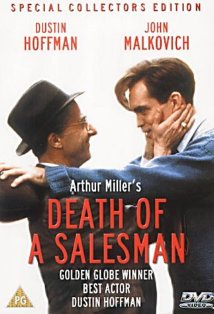 SPECIAL COLLECTORS EDITION
DUSTIN HOFFMAN
JOHN MALKOVICH
Arthur Miller's
DEATH OF
A SALESMAN
GOLDEN GLOBE WINNER
BEST ACTOR
DUSTIN HOFFMAN
PG
DVD
VIDEO